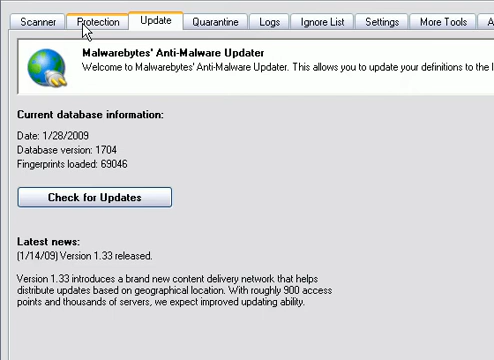 Scanner Protection Update Quarantine Logs Ignore List Settings More Tools
Malwarebytes' Anti-Malware Updater
Welcome to Malwarebytes' Anti-Malware Updater. This allows you to update your definitions to the
Current database information:
Date: 1/28/2009
Database version: 1704
Fingerprints loaded: 69046
Check for Updates
Latest news:
(1/14/09) Version 1.33 released.
Version 1.33 introduces a brand new content delivery network that helps
distribute updates based on geographical location. With roughly 900 access
points and thousands of servers, we expect improved updating ability.